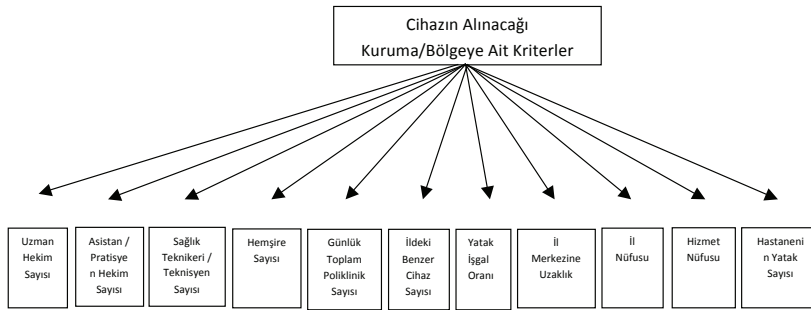 Cihazın Alınacağı
Kuruma/Bölgeye Ait Kriterler
Uzman
Hekim
Sayısı
Asistan /
Pratisye
n Hekim
Sayısı
Sağlık
Teknikeri /
Teknisyen
Sayısı
Hemşire
Sayısı
Günlük
Toplam
Poliklinik
Sayısı
İldeki
Benzer
Cihaz
Sayısı
Yatak
İşgal
Oranı
İl
Merkezine
Uzaklık
İl
Nüfusu
Hizmet
Nüfusu
Hastaneni
n Yatak
Sayısı